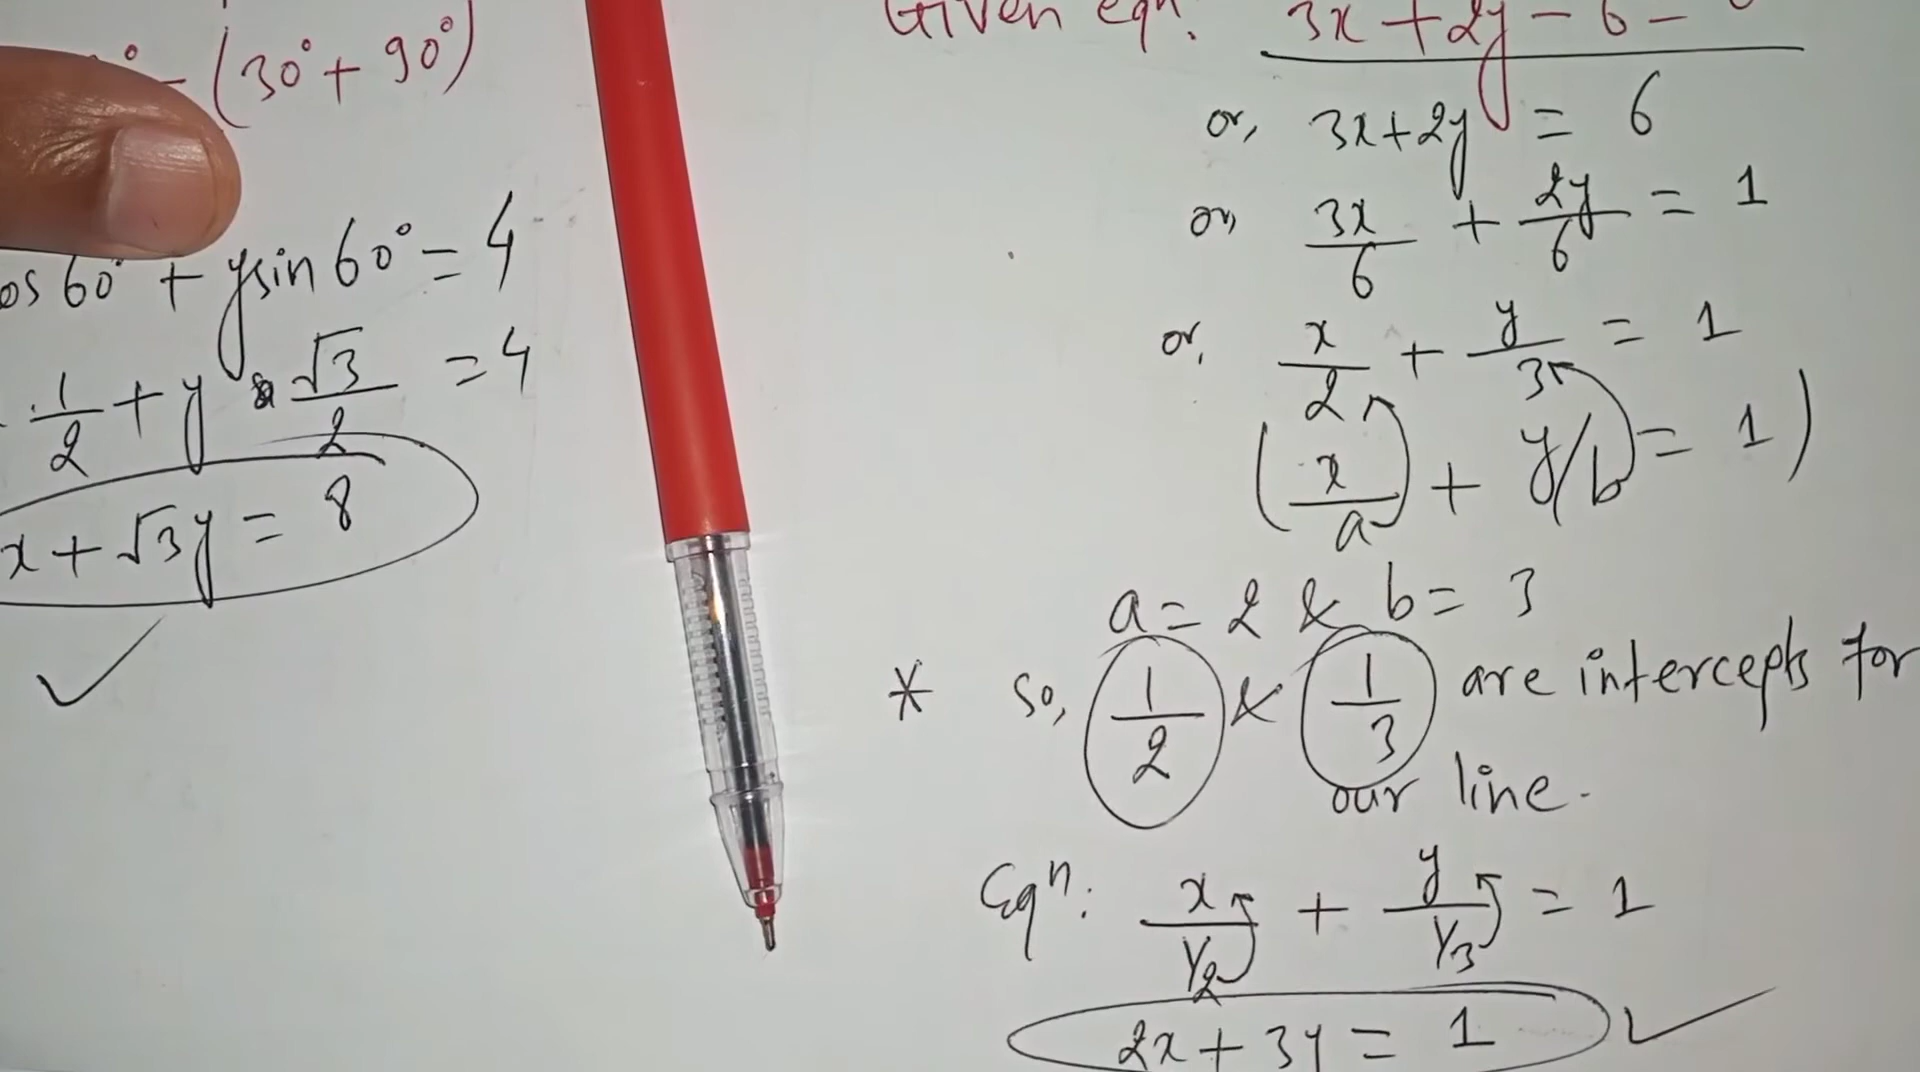 ° - (30° + 90°)
os 60° + y sin 60° = 4
1/2 + y · √3/2 = 4
x + √3y = 8
Given eqn: 3x + 2y - 6 =
or, 3x + 2y = 6
or, 3x/6 + 2y/6 = 1
or, x/2 + y/3 = 1
(x/a + y/b = 1)
a = 2 & b = 3
* So, 1/2 & 1/3 are intercepts for
our line.
Eqn: x/1/2 + y/1/3 = 1
2x + 3y = 1